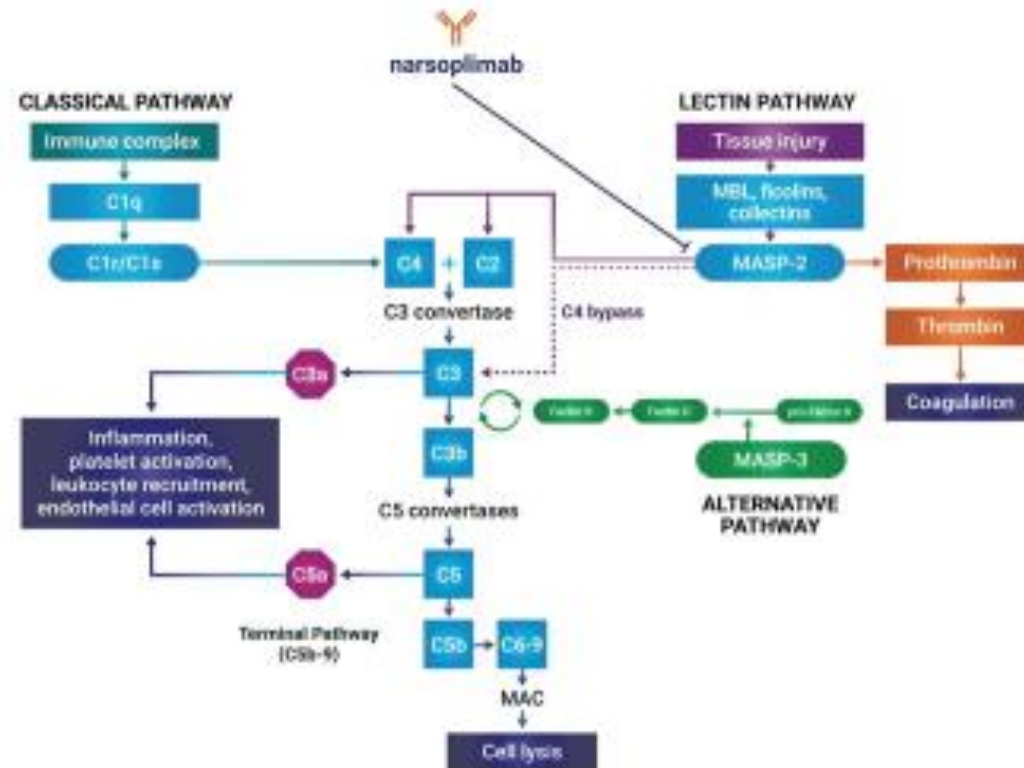 narsoplimab
CLASSICAL PATHWAY
Immune complex
C1q
C1r/C1s
LECTIN PATHWAY
Tissue injury
MBL, ficolins,
collectins
MASP-2
C4 + C2
C3 convertase
C4 bypass
Prothrombin
Thrombin
Coagulation
C3a
C3
C3b
MASP-3
ALTERNATIVE
PATHWAY
Inflammation,
platelet activation,
leukocyte recruitment,
endothelial cell activation
C5 convertases
C5a
C5
Terminal Pathway
(C5b-9)
C5b
C6-9
MAC
Cell lysis